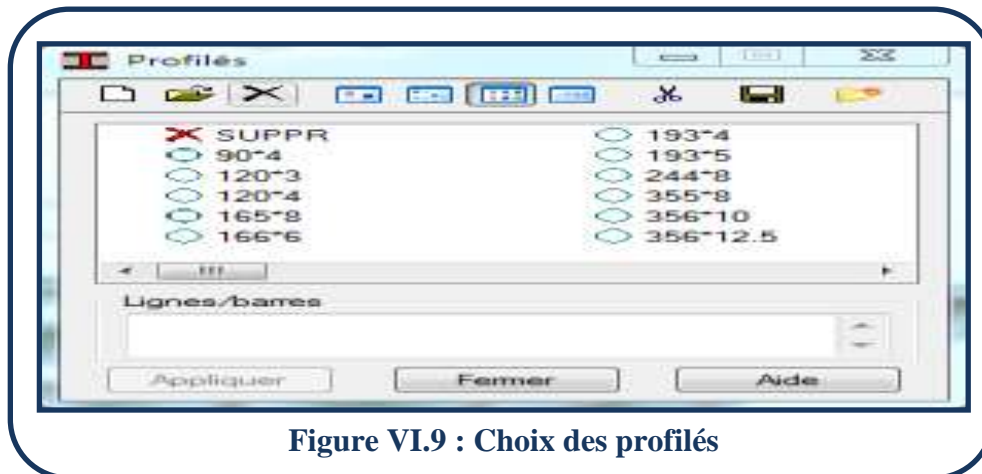 Profilés
SUPPR
90*4
120*3
120*4
165*8
166*6
193*4
193*5
244*8
355*8
356*10
356*12.5
Lignes/barres
Appliquer
Fermer
Aide
Figure VI.9 : Choix des profilés